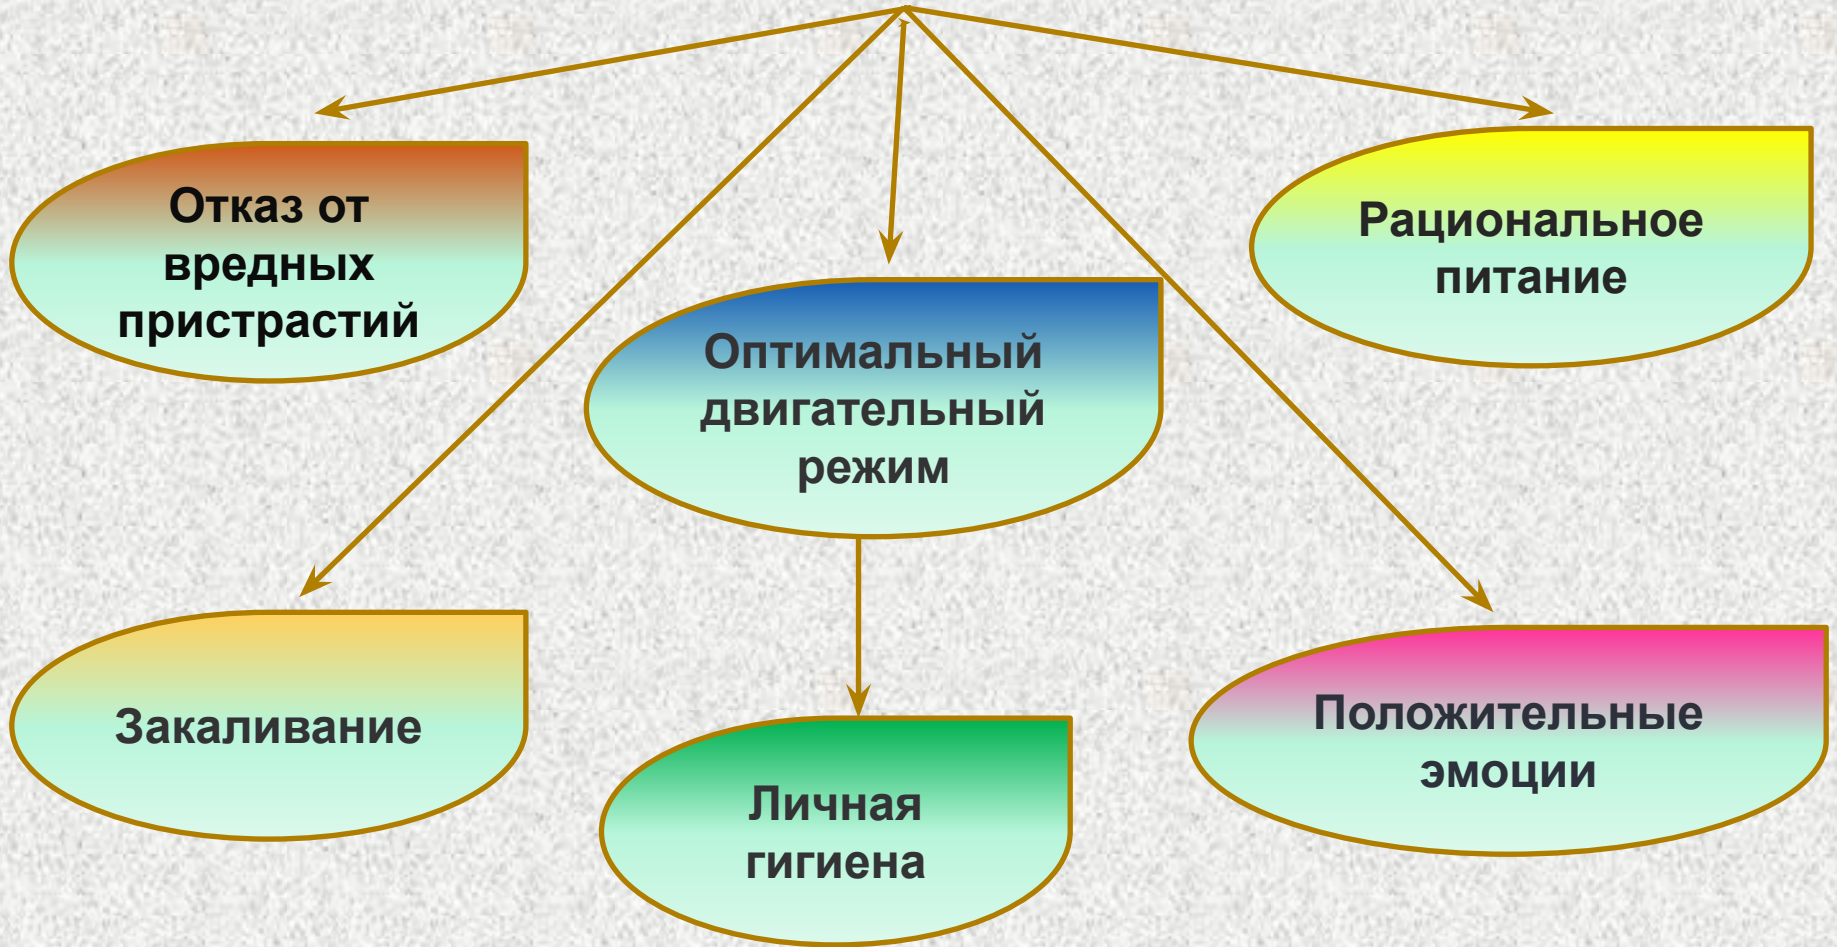 Отказ от
вредных
пристрастий
Рациональное
питание
Оптимальный
двигательный
режим
Закаливание
Личная
гигиена
Положительные
эмоции